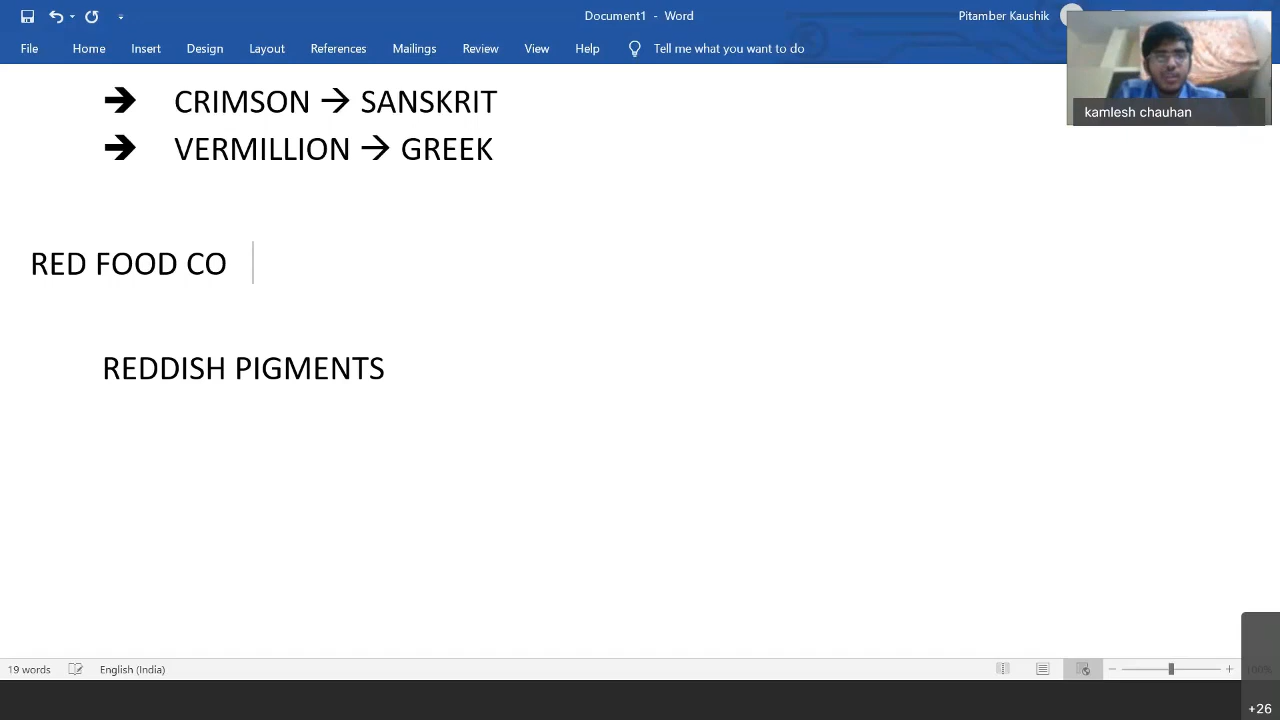 Document1 - Word
Pitamber Kaushik
File Home Insert Design Layout References Mailings Review View Help Tell me what you want to do
kamlesh chauhan
➔ CRIMSON → SANSKRIT
➔ VERMILLION → GREEK
RED FOOD CO
REDDISH PIGMENTS
19 words English (India)
100%
+26